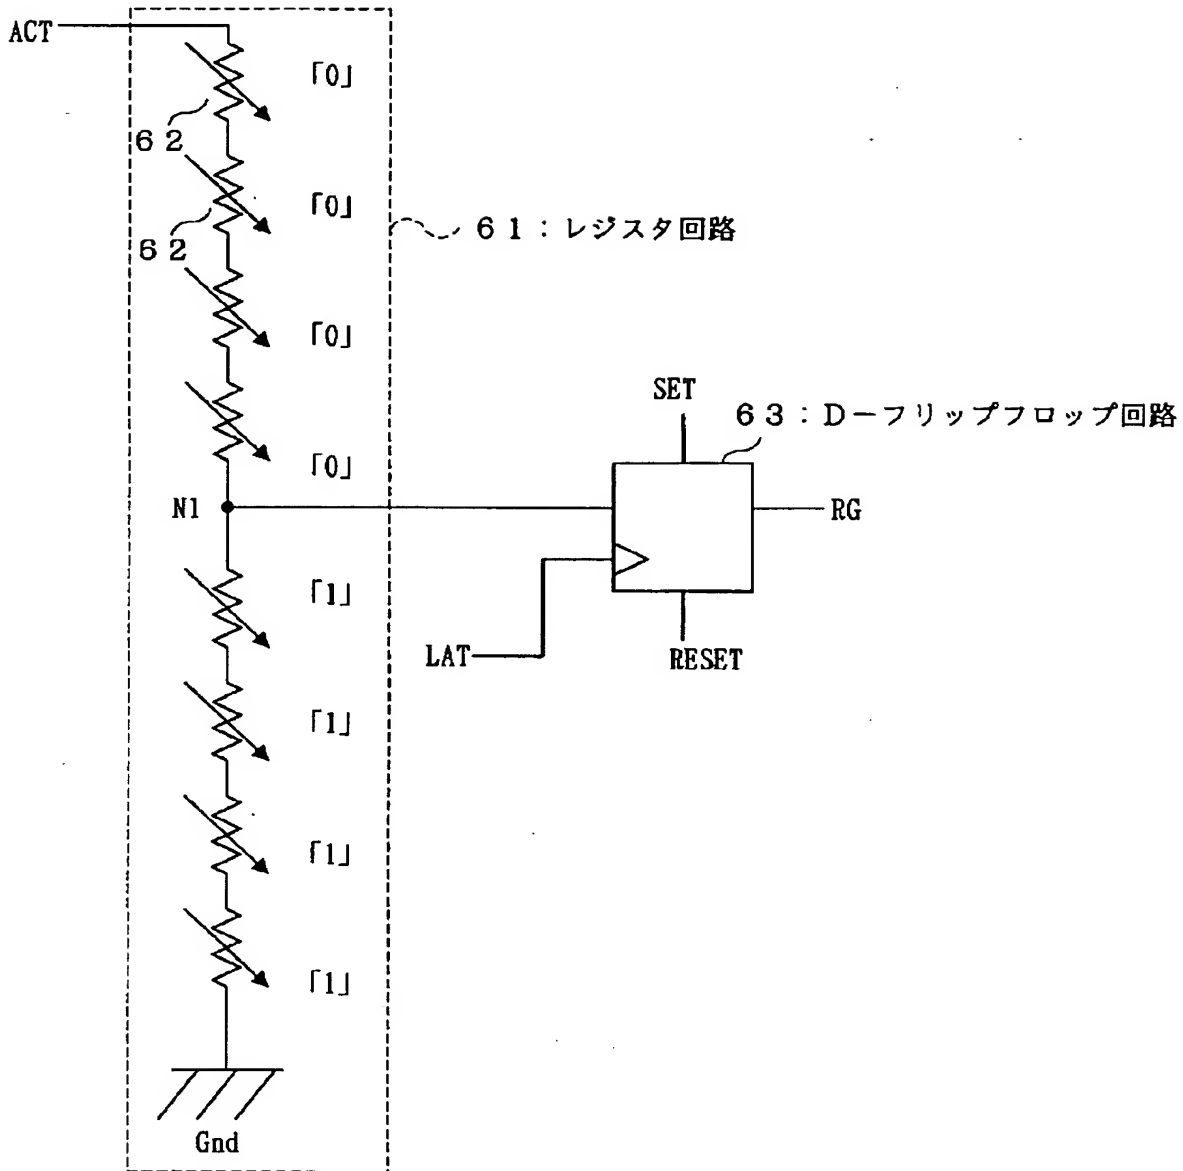 ACT
「0」
62
「0」
62
61:レジスタ回路
「0」
SET
63:D－フリップフロップ回路
「0」
N1
RG
「1」
LAT
RESET
「1」
「1」
「1」
Gnd